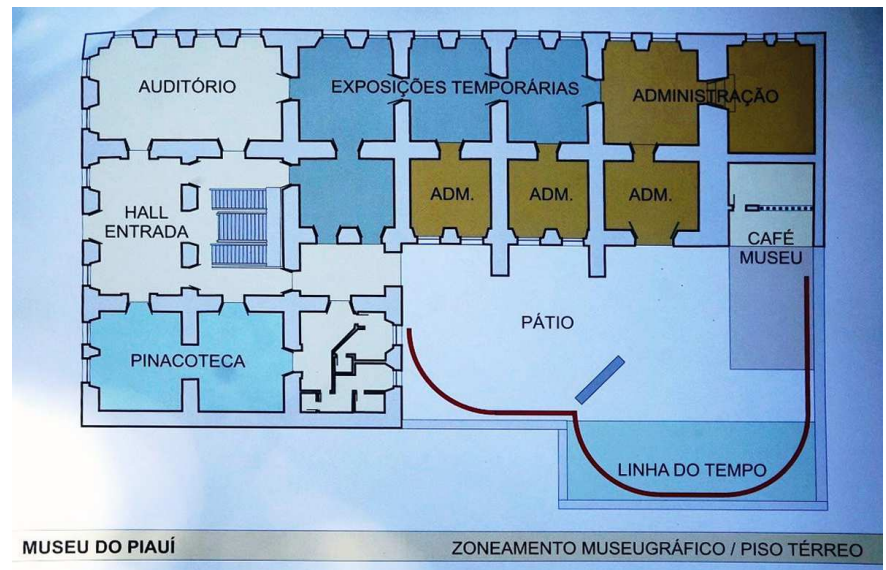 AUDITÓRIO
EXPOSIÇÕES TEMPORÁRIAS
ADMINISTRAÇÃO
HALL
ENTRADA
ADM.
ADM.
ADM.
CAFÉ
MUSEU
PÁTIO
PINACOTECA
LINHA DO TEMPO
MUSEU DO PIAUÍ
ZONEAMENTO MUSEUGRÁFICO / PISO TÉRREO